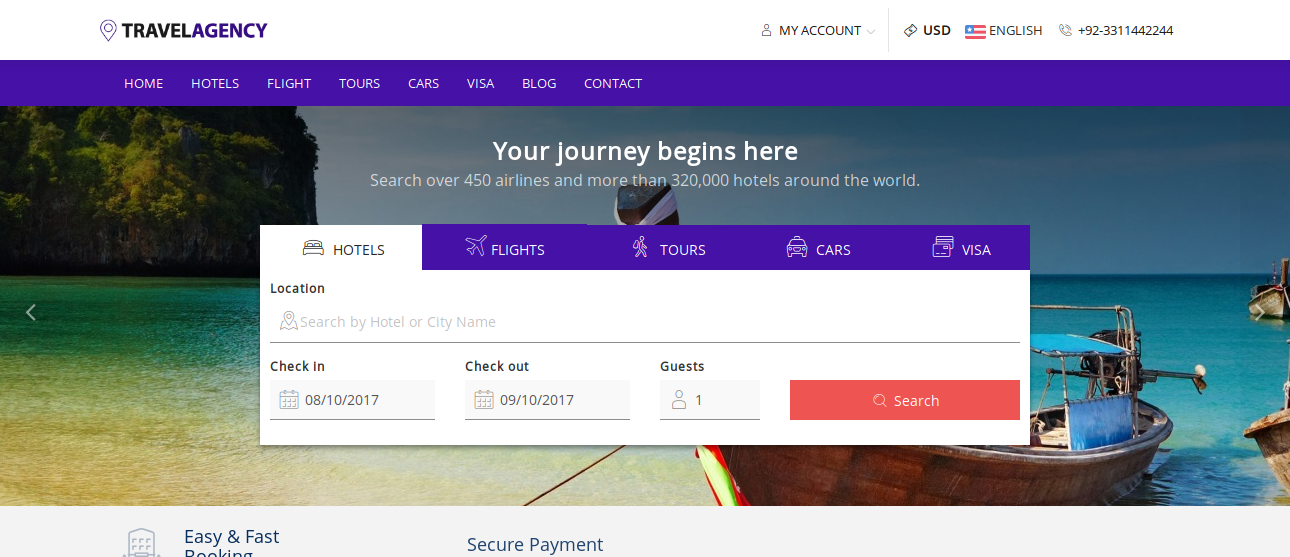 TRAVELAGENCY
MY ACCOUNT
USD
ENGLISH
+92-3311442244
HOME HOTELS FLIGHT TOURS CARS VISA BLOG CONTACT
Your journey begins here
Search over 450 airlines and more than 320,000 hotels around the world.
HOTELS FLIGHTS TOURS CARS VISA
Location
Search by Hotel or City Name
Check in Check out Guests
08/10/2017 09/10/2017 1 Search
Easy & Fast
Booking
Secure Payment